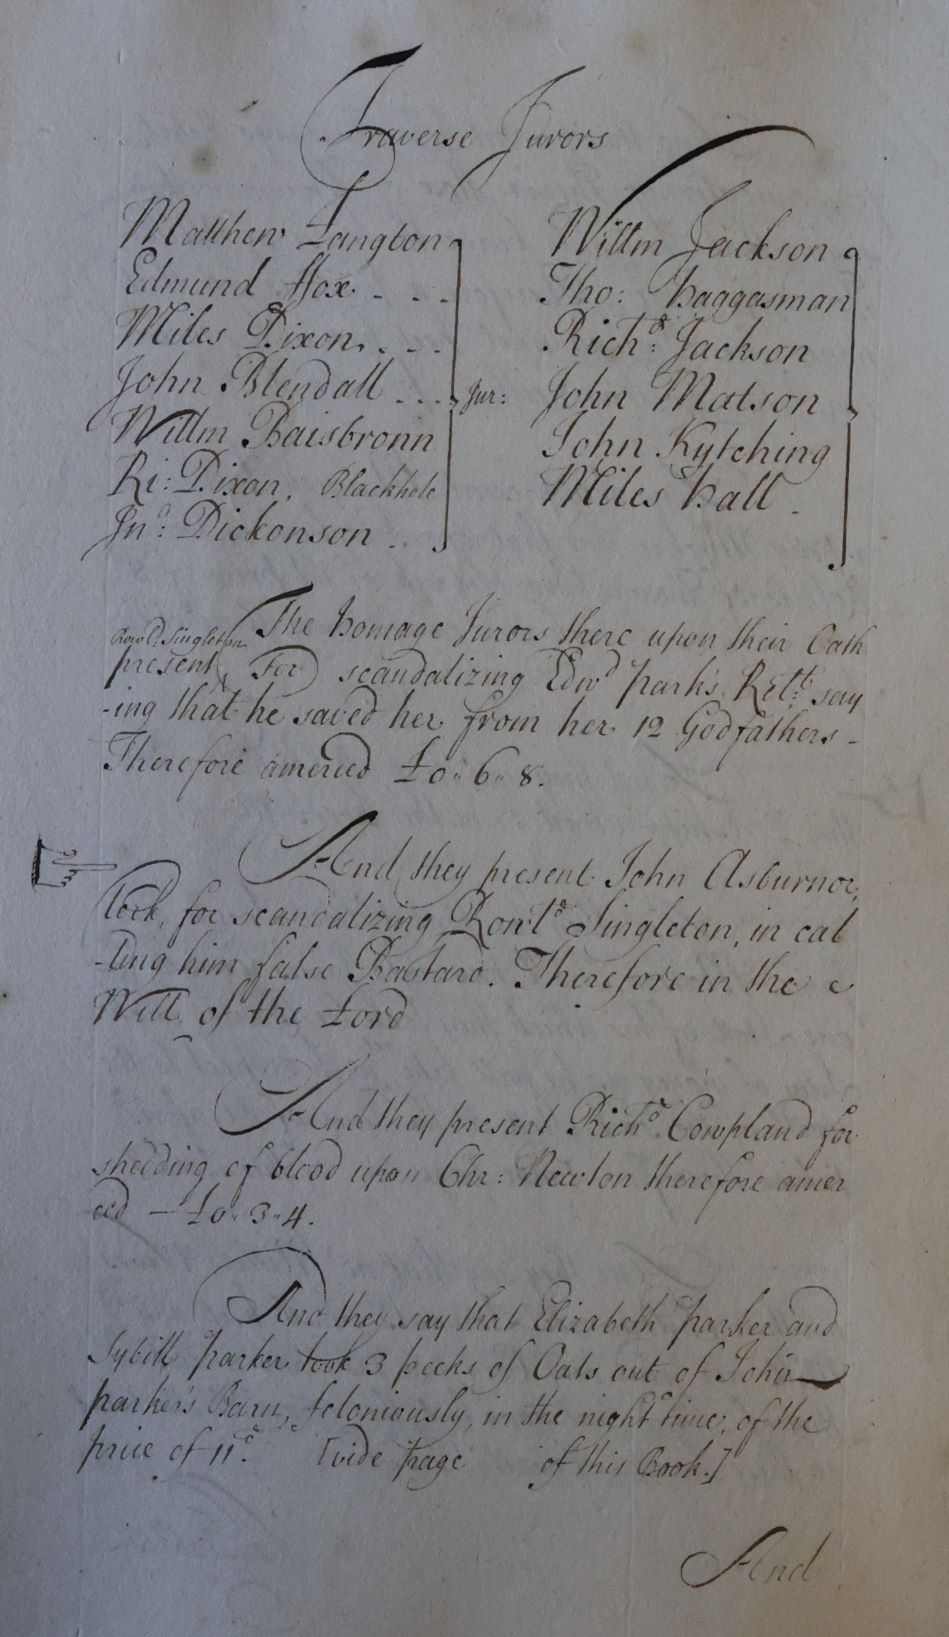 Traverse Jurors
Matthew Langton
Edmund ffox - - -
Miles Dixon, - - -
John Blendall - - -
Willm Baisbronn
Ri: Dixon, Blackhole
Jnº: Dickonson -
Jur:
Willm Jackson
Tho: Haggasman
Richd: Jackson
John Matson
John Kytching
Miles Hall -
The Homage Jurors there upon their Oath
Rowld. Singleton
present, For scandalizing Edwd parks Rett: say
-ing that he saved her from her 12 Godfathers -
Therefore amerced £0„6„8.
And they present John Asburnor,
lock, for scandalizing Rowld Singleton, in cal
-ling him false Bastard. Therefore in the
Will of the Lord
And they present Richd. Cowpland for
shedding of blood upon Chr: Newton therefore amer
ced — £0„3„4.
And they say that Elizabeth parker and
Sybill parker took 3 pecks of Oats out of John
parker's Barn, feloniously, in the night time, of the
price of 11d. [vide page of this Book.]
And